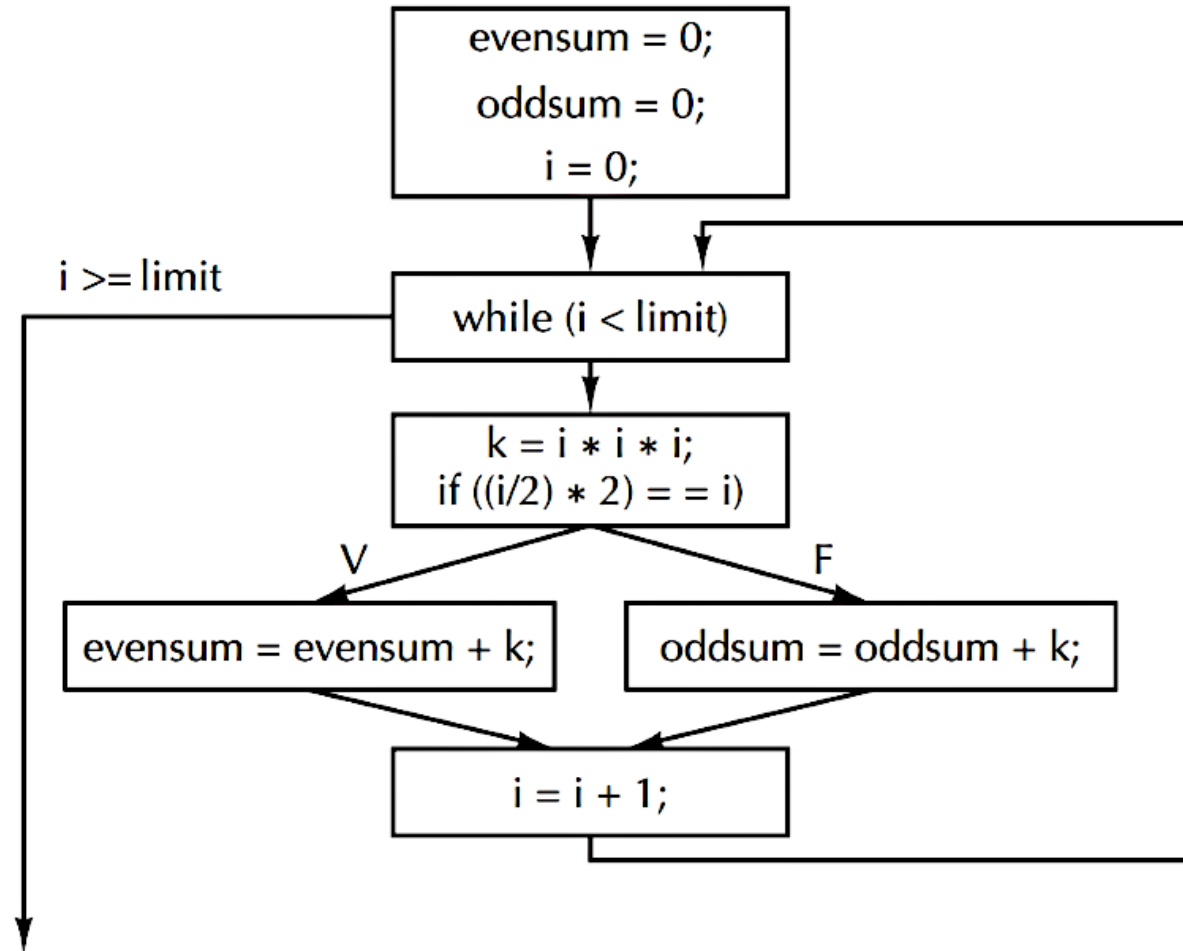 evensum = 0;
oddsum = 0;
i = 0;
i >= limit
while (i < limit)
k = i * i * i;
if ((i/2) * 2) = = i)
V
F
evensum = evensum + k;
oddsum = oddsum + k;
i = i + 1;